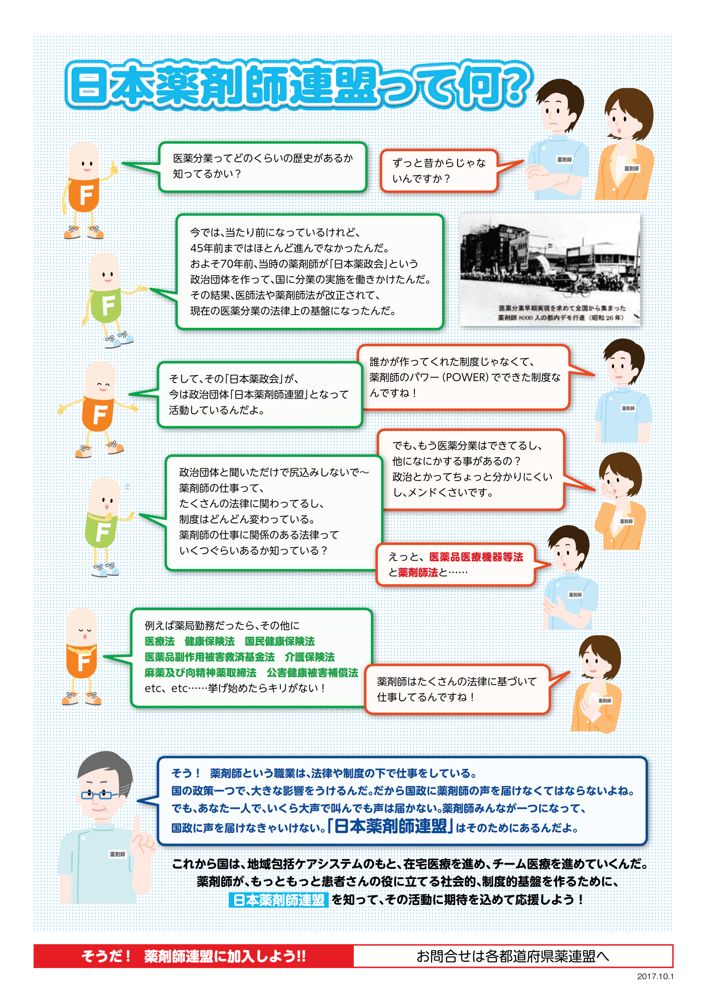 日本薬剤師連盟って何?
医薬分業ってどのくらいの歴史があるか
知ってるかい？
F
ずっと昔からじゃな
いんですか？
薬剤師
薬剤師
今では、当たり前になっているけれど、
45年前まではほとんど進んでなかったんだ。
およそ70年前、当時の薬剤師が「日本薬政会」という
政治団体を作って、国に分業の実施を働きかけたんだ。
その結果、医師法や薬剤師法が改正されて、
現在の医薬分業の法律上の基盤になったんだ。
F
医薬分業早期実現を求めて全国から集まった
薬剤師 8000 人の都内デモ行進（昭和 26 年）
誰かが作ってくれた制度じゃなくて、
薬剤師のパワー（POWER）でできた制度な
んですね！
薬剤師
そして、その「日本薬政会」が、
今は政治団体「日本薬剤師連盟」となって
活動しているんだよ。
F
でも、もう医薬分業はできてるし、
他になにかする事があるの？
政治とかってちょっと分かりにくい
し、メンドくさいです。
薬剤師
政治団体と聞いただけで尻込みしないで～
薬剤師の仕事って、
たくさんの法律に関わってるし、
制度はどんどん変わっている。
薬剤師の仕事に関係のある法律って
いくつぐらいあるか知っている？
F
えっと、医薬品医療機器等法
と薬剤師法と……
薬剤師
例えば薬局勤務だったら、その他に
医療法　健康保険法　国民健康保険法
医薬品副作用被害救済基金法　介護保険法
麻薬及び向精神薬取締法　公害健康被害補償法
etc、etc……挙げ始めたらキリがない！
F
薬剤師はたくさんの法律に基づいて
仕事してるんですね！
薬剤師
そう！　薬剤師という職業は、法律や制度の下で仕事をしている。
国の政策一つで、大きな影響をうけるんだ。だから国政に薬剤師の声を届けなくてはならないよね。
でも、あなた一人で、いくら大声で叫んでも声は届かない。薬剤師みんなが一つになって、
国政に声を届けなきゃいけない。「日本薬剤師連盟」はそのためにあるんだよ。
薬剤師
これから国は、地域包括ケアシステムのもと、在宅医療を進め、チーム医療を進めていくんだ。
薬剤師が、もっともっと患者さんの役に立てる社会的、制度的基盤を作るために、
日本薬剤師連盟 を知って、その活動に期待を込めて応援しよう！
そうだ！　薬剤師連盟に加入しよう!!
お問合せは各都道府県薬連盟へ
2017.10.1